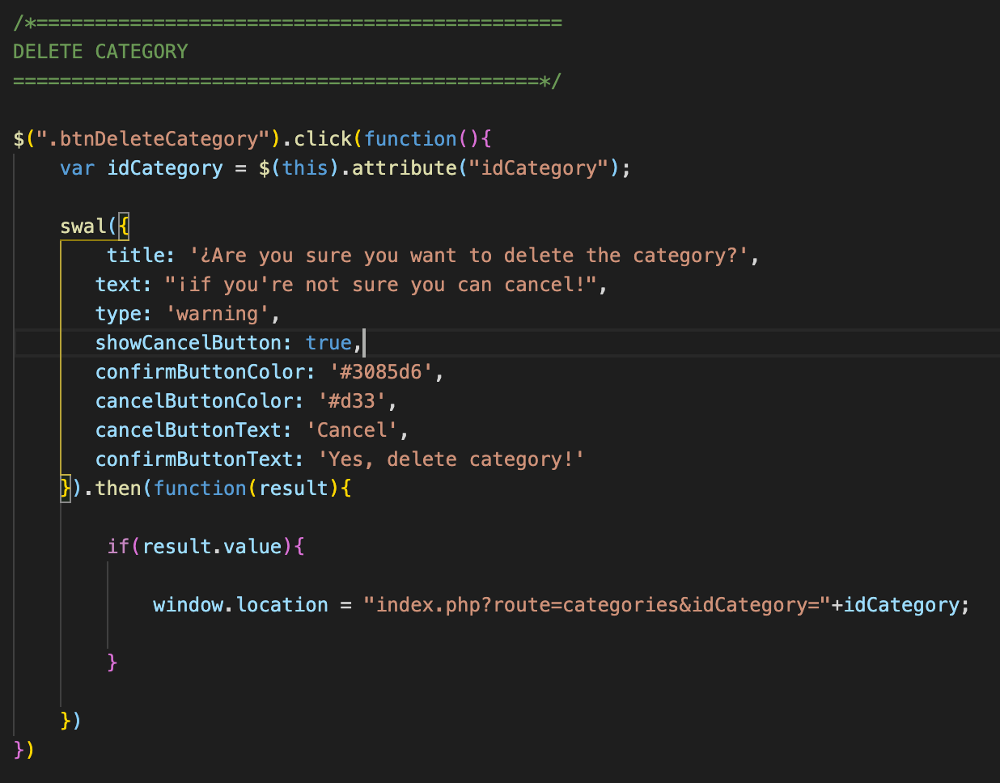 /*=============================================
DELETE CATEGORY
=============================================*/
$(".btnDeleteCategory").click(function(){
var idCategory = $(this).attribute("idCategory");
swal({
title: '¿Are you sure you want to delete the category?',
text: "¡if you're not sure you can cancel!",
type: 'warning',
showCancelButton: true,
confirmButtonColor: '#3085d6',
cancelButtonColor: '#d33',
cancelButtonText: 'Cancel',
confirmButtonText: 'Yes, delete category!'
}).then(function(result){
if(result.value){
window.location = "index.php?route=categories&idCategory="+idCategory;
}
})
})